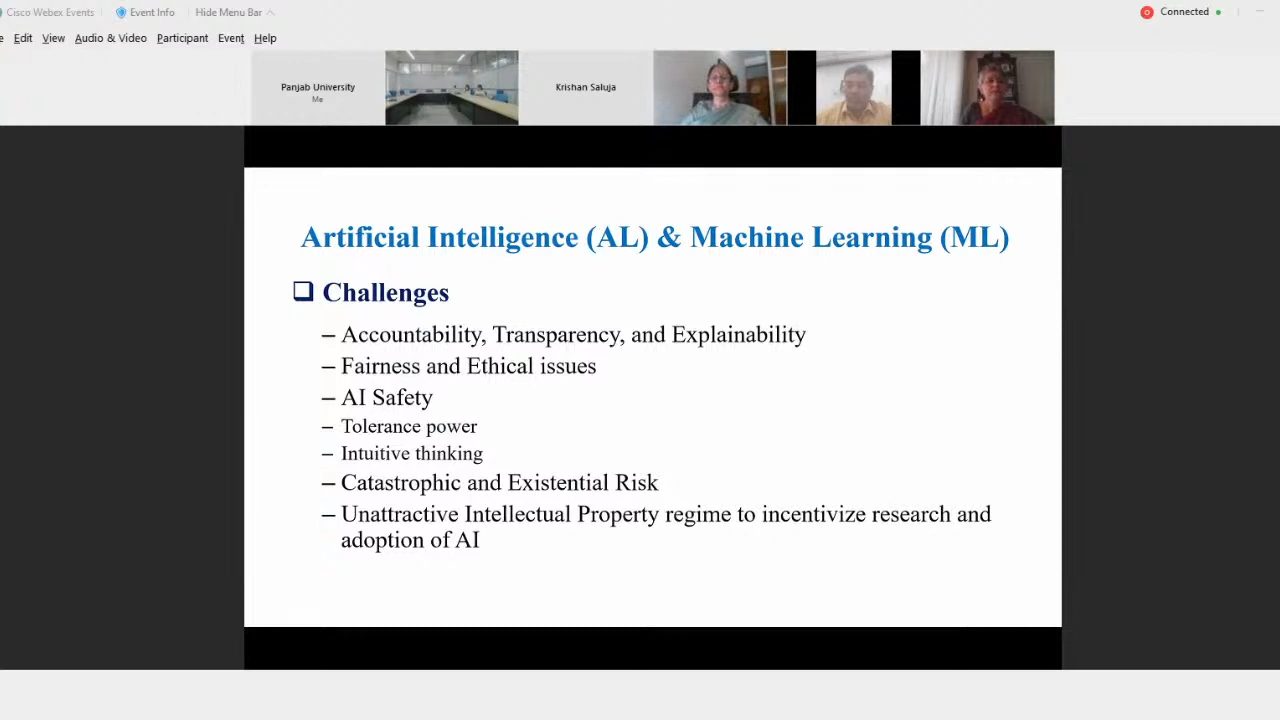 Cisco Webex Events Event Info Hide Menu Bar Connected
e Edit View Audio & Video Participant Event Help
Panjab University
Me
Krishan Saluja
Artificial Intelligence (AL) & Machine Learning (ML)
❑ Challenges
– Accountability, Transparency, and Explainability
– Fairness and Ethical issues
– AI Safety
– Tolerance power
– Intuitive thinking
– Catastrophic and Existential Risk
– Unattractive Intellectual Property regime to incentivize research and
adoption of AI